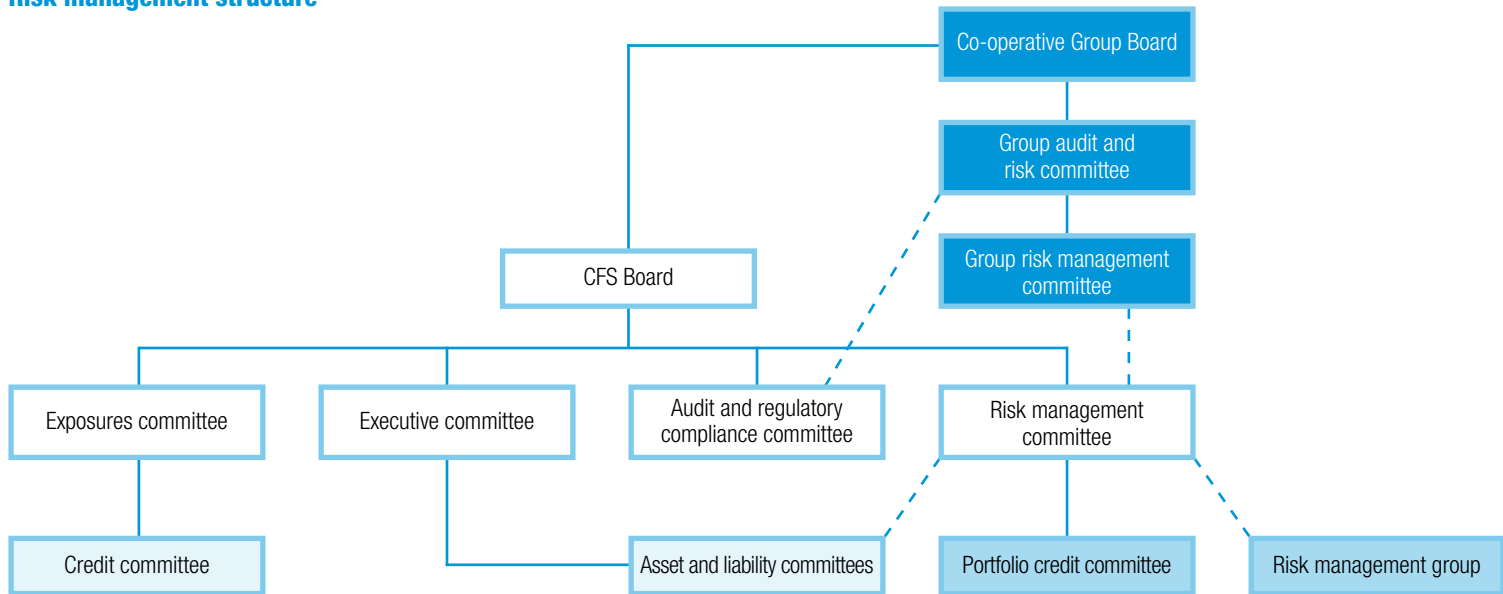 Risk management structure
Co-operative Group Board
Group audit and
risk committee
Group risk management
committee
CFS Board
Exposures committee
Executive committee
Audit and regulatory
compliance committee
Risk management
committee
Credit committee
Asset and liability committees
Portfolio credit committee
Risk management group